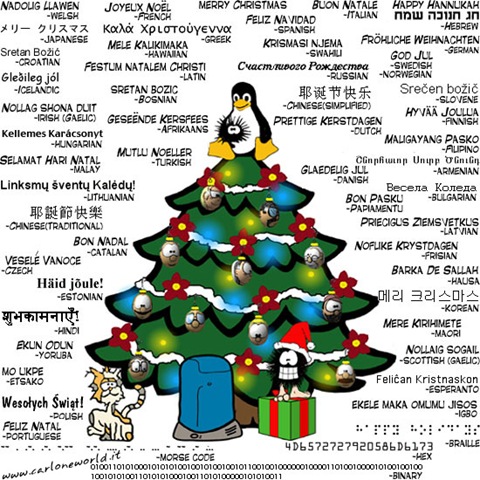 NADOLIG LLAWEN
-WELSH
JOYEUX NOËL
-FRENCH
MERRY CHRISTMAS
BUON NATALE
-ITALIAN
HAPPY HANNUKAH
חג חנוכה שמח
-HEBREW
メリー クリスマス
-JAPANESE
Καλά Χριστούγεννα
-GREEK
FELIZ NAVIDAD
-SPANISH
KRISMASI NJEMA
-SWAHILI
FRÖHLICHE WEIHNACHTEN
-GERMAN
Sretan Božić
-CROATIAN
MELE KALIKIMAKA
-HAWAIIAN
GOD JUL
-SWEDISH
-NORWEGIAN
Gleðileg jól
-ICELANDIC
FESTUM NATALEM CHRISTI
-LATIN
Счастливого Рождества
-RUSSIAN
SRETAN BOZIC
-BOSNIAN
耶诞节快乐
-CHINESE(SIMPLIFIED)
Srečen božič
-SLOVENE
NOLLAG SHONA DUIT
-IRISH (GAELIC)
GESEËNDE KERSFEES
-AFRIKAANS
PRETTIGE KERSTDAGEN
-DUTCH
HYVÄÄ JOULUA
-FINNISH
Kellemes Karácsonyt
-HUNGARIAN
MALIGAYANG PASKO
-FILIPINO
SELAMAT HARI NATAL
-MALAY
MUTLU NOELLER
-TURKISH
GLAEDELIG JUL
-DANISH
-ARMENIAN
Linksmų šventų Kalėdų!
-LITHUANIAN
BON PASKU
-PAPIAMENTU
Весела Коледа
-BULGARIAN
耶誕節快樂
-CHINESE(TRADITIONAL)
PRIECIGUS ZIEMSVETKUS
-LATVIAN
BON NADAL
-CATALAN
NOFLIKE KRYSTDAGEN
-FRISIAN
VESELÉ VANOCE
-CZECH
BARKA DE SALLAH
-HAUSA
Häid jõule!
-ESTONIAN
메리 크리스마스
-KOREAN
शुभकामनाएँ!
-HINDI
MERE KIRIHIMETE
-MAORI
EKUN ODUN
-YORUBA
NOLLAIG SOGAIL
-SCOTTISH (GAELIC)
MO UKPE
-ETSAKO
Feliĉan Kristnaskon
-ESPERANTO
Wesołych Świąt!
-POLISH
EKELE MAKA OMUMU JISOS
-IGBO
FELIZ NATAL
-PORTUGUESE
-BRAILLE
-MORSE CODE
4D6572727920586D6173
-HEX
www.carloneworld.it
-BINARY